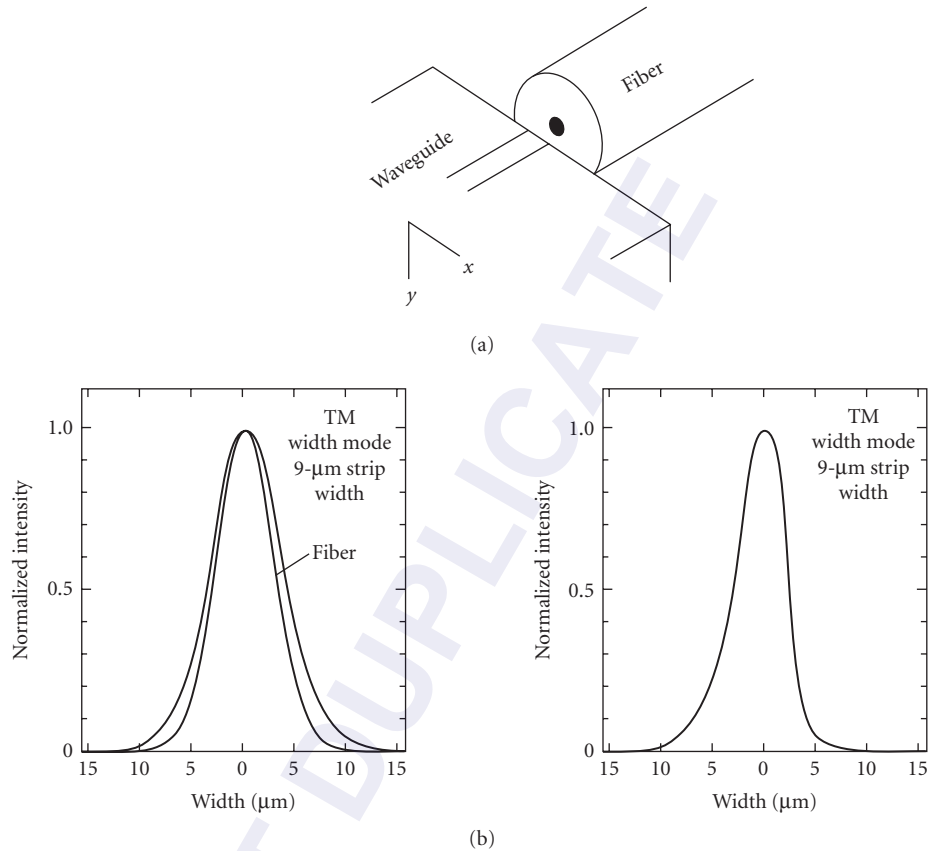 Fiber
Waveguide
x
y
(a)
TM
width mode
9-μm strip
width
Fiber
1.0
0.5
0
Normalized intensity
15 10 5 0 5 10 15
Width (μm)
TM
width mode
9-μm strip
width
1.0
0.5
0
Normalized intensity
15 10 5 0 5 10 15
Width (μm)
(b)
T DUPLICATE